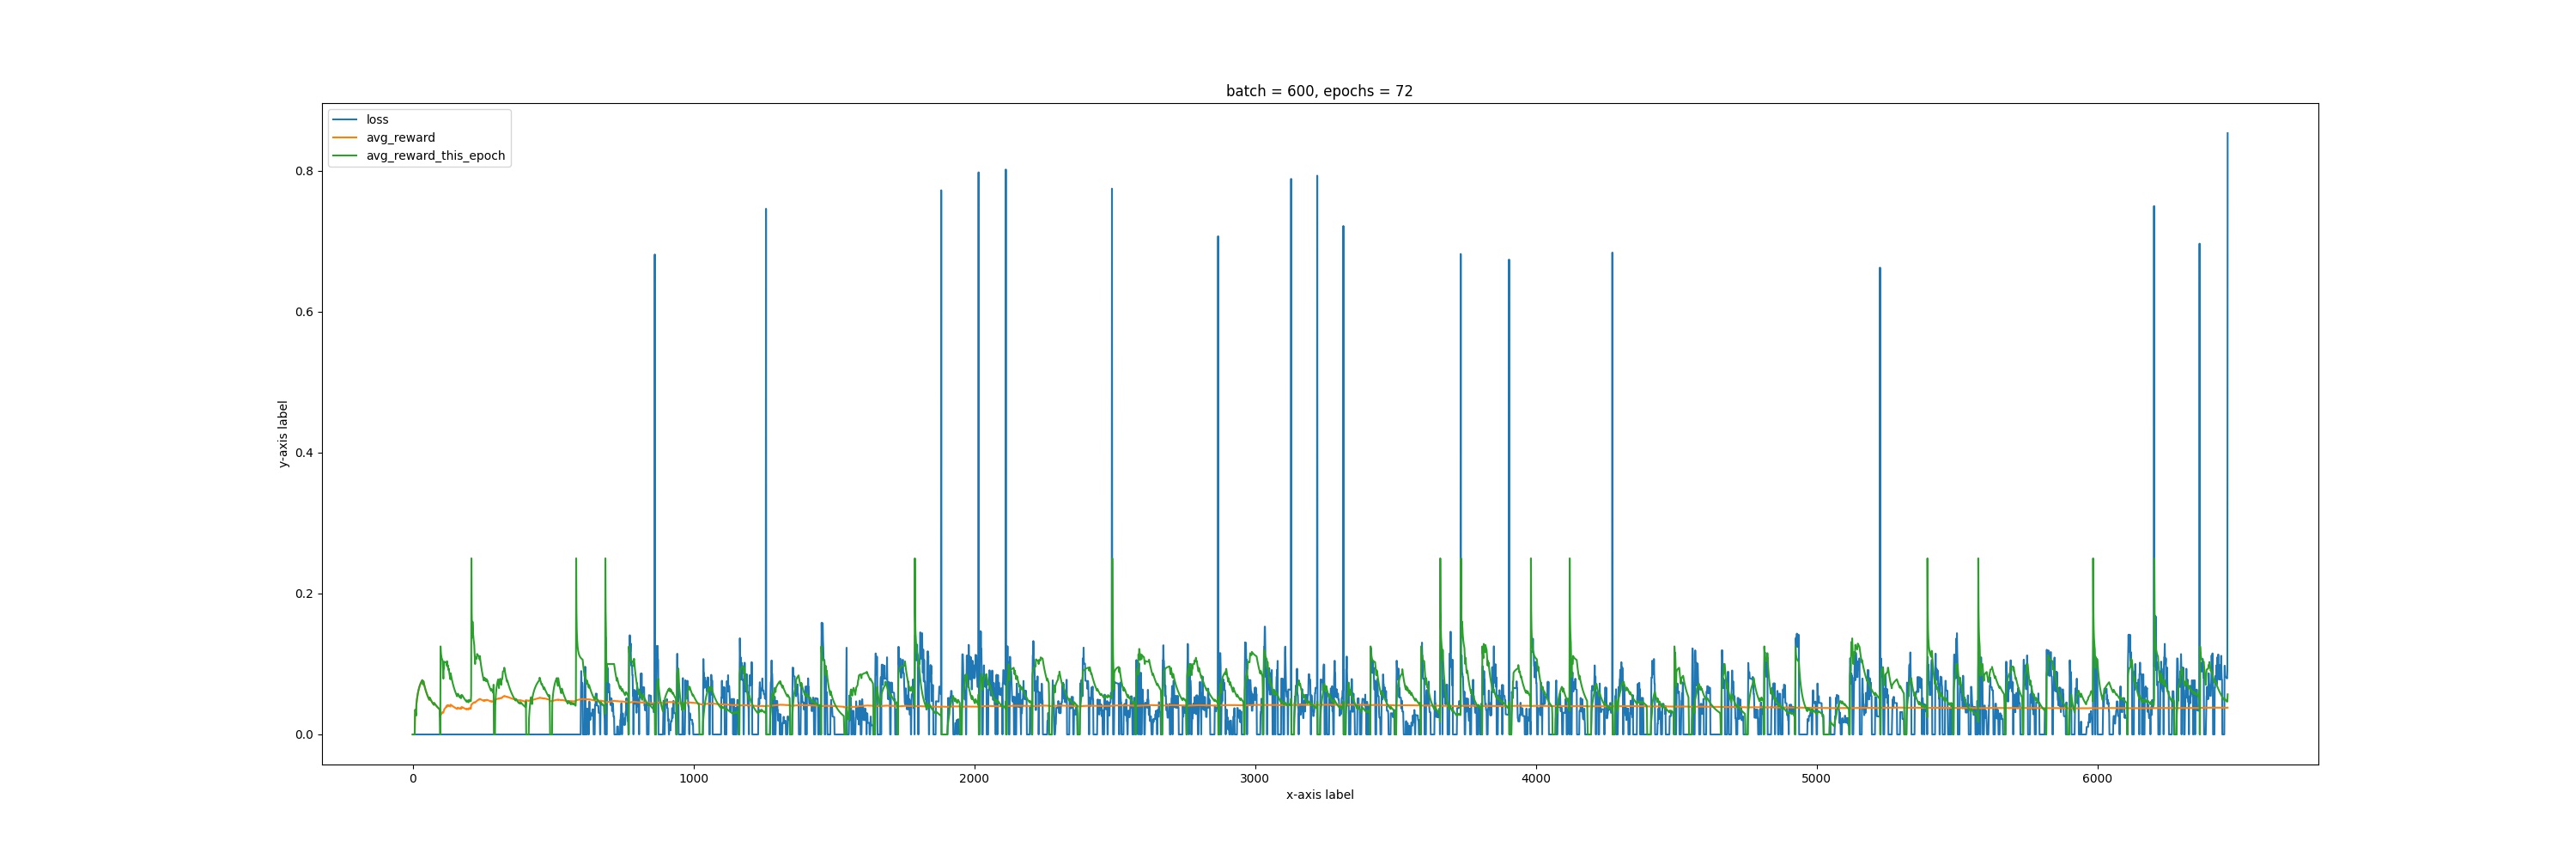 batch = 600, epochs = 72
loss
avg_reward
avg_reward_this_epoch
0.8
0.6
0.4
0.2
0.0
y-axis label
0 1000 2000 3000 4000 5000 6000
x-axis label